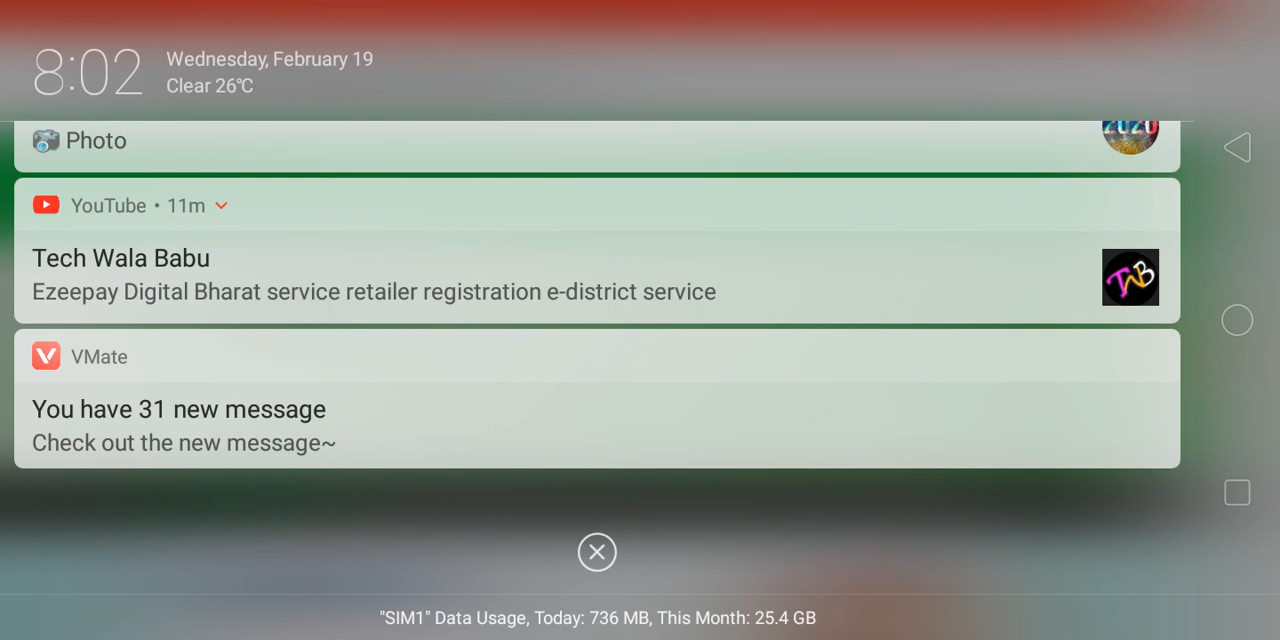 8:02
Wednesday, February 19
Clear 26℃
Photo
2020
YouTube • 11m
Tech Wala Babu
Ezeepay Digital Bharat service retailer registration e-district service
TWB
VMate
You have 31 new message
Check out the new message~
"SIM1" Data Usage, Today: 736 MB, This Month: 25.4 GB